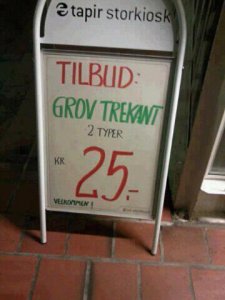 tapir storkiosk
TILBUD:
GROV TREKANT
2 TYPER
KR 25.-
VELKOMMEN!